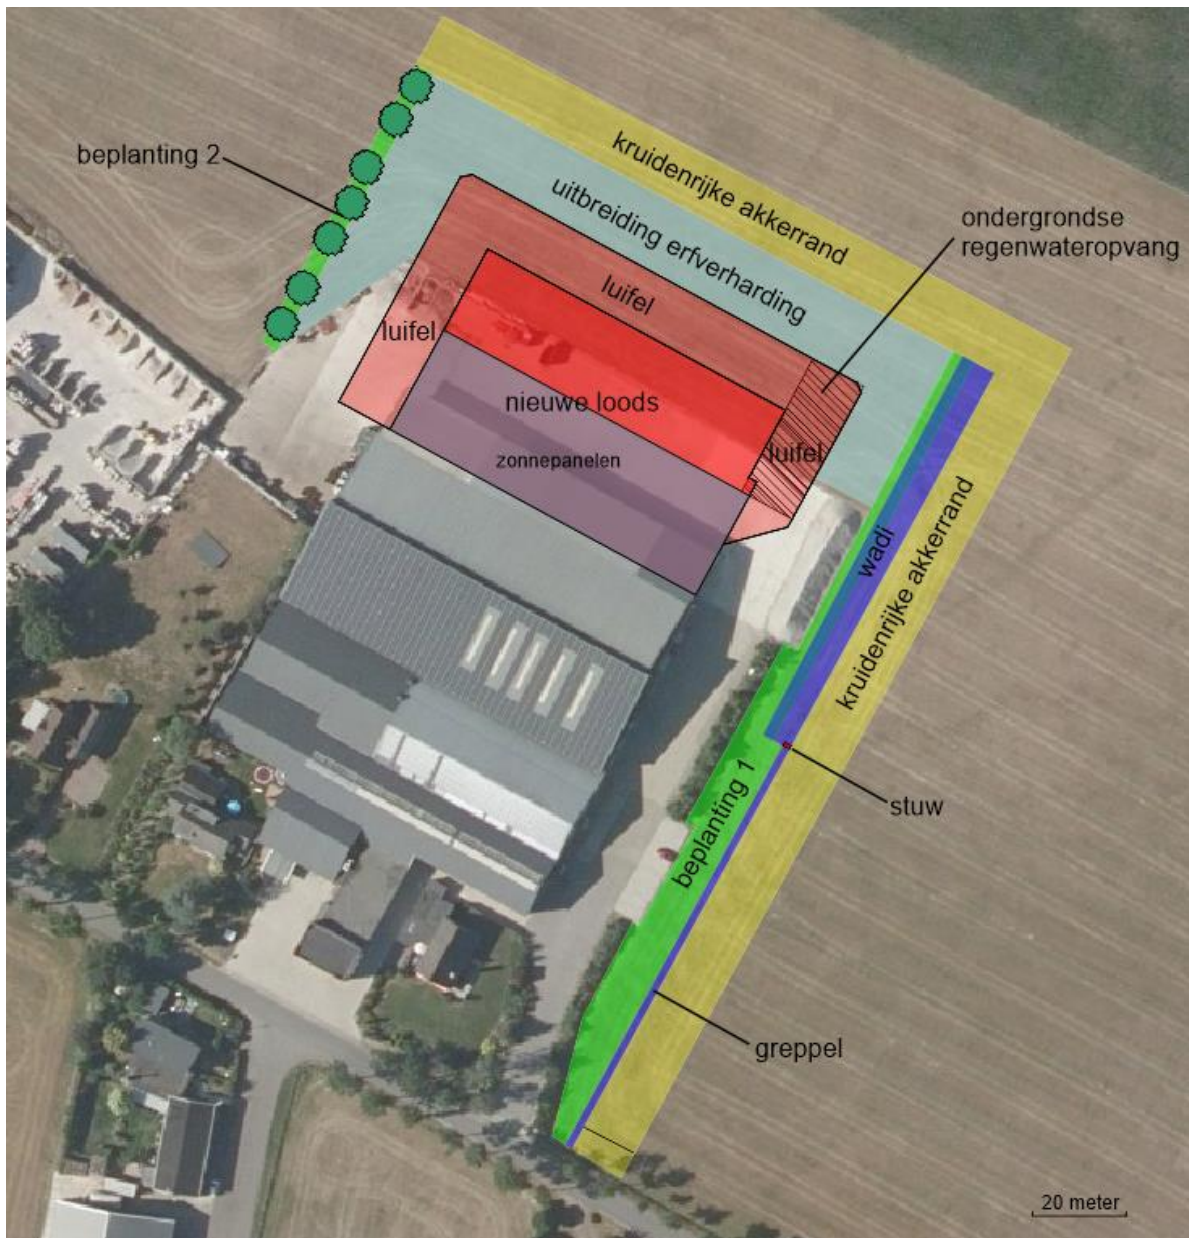 kruidenrijke akkerrand
beplanting 2
uitbreiding erfverharding
ondergrondse
regenwateropvang
luifel
luifel
nieuwe loods
luifel
zonnepanelen
wadi
kruidenrijke akkerrand
stuw
beplanting 1
greppel
20 meter